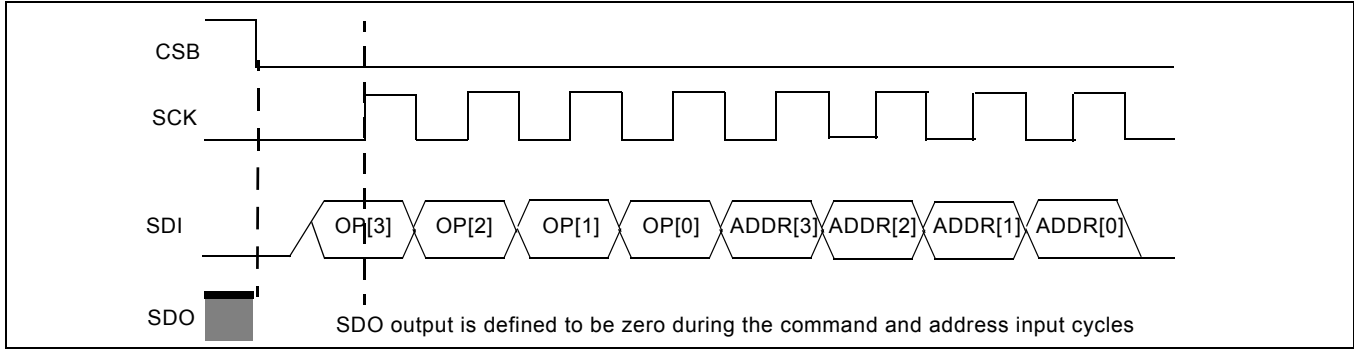 CSB
SCK
SDI
OP[3]
OP[2]
OP[1]
OP[0]
ADDR[3]
ADDR[2]
ADDR[1]
ADDR[0]
SDO
SDO output is defined to be zero during the command and address input cycles